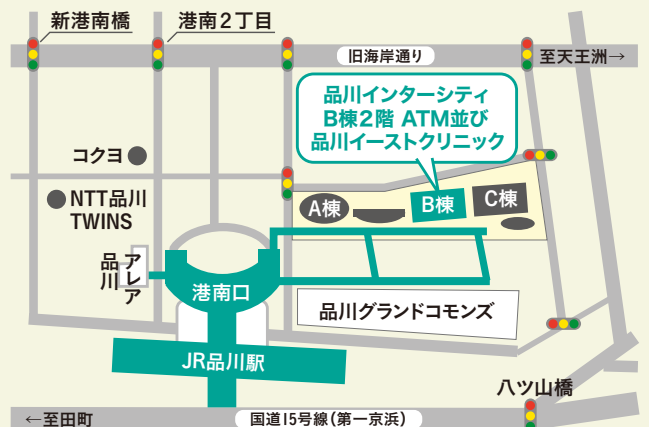 新港南橋
港南2丁目
旧海岸通り
至天王洲→
品川インターシティ
B棟2階 ATM並び
品川イーストクリニック
コクヨ
NTT品川
TWINS
A棟
B棟
C棟
品川
アレア
港南口
品川グランドコモンズ
JR品川駅
八ツ山橋
←至田町
国道15号線(第一京浜)